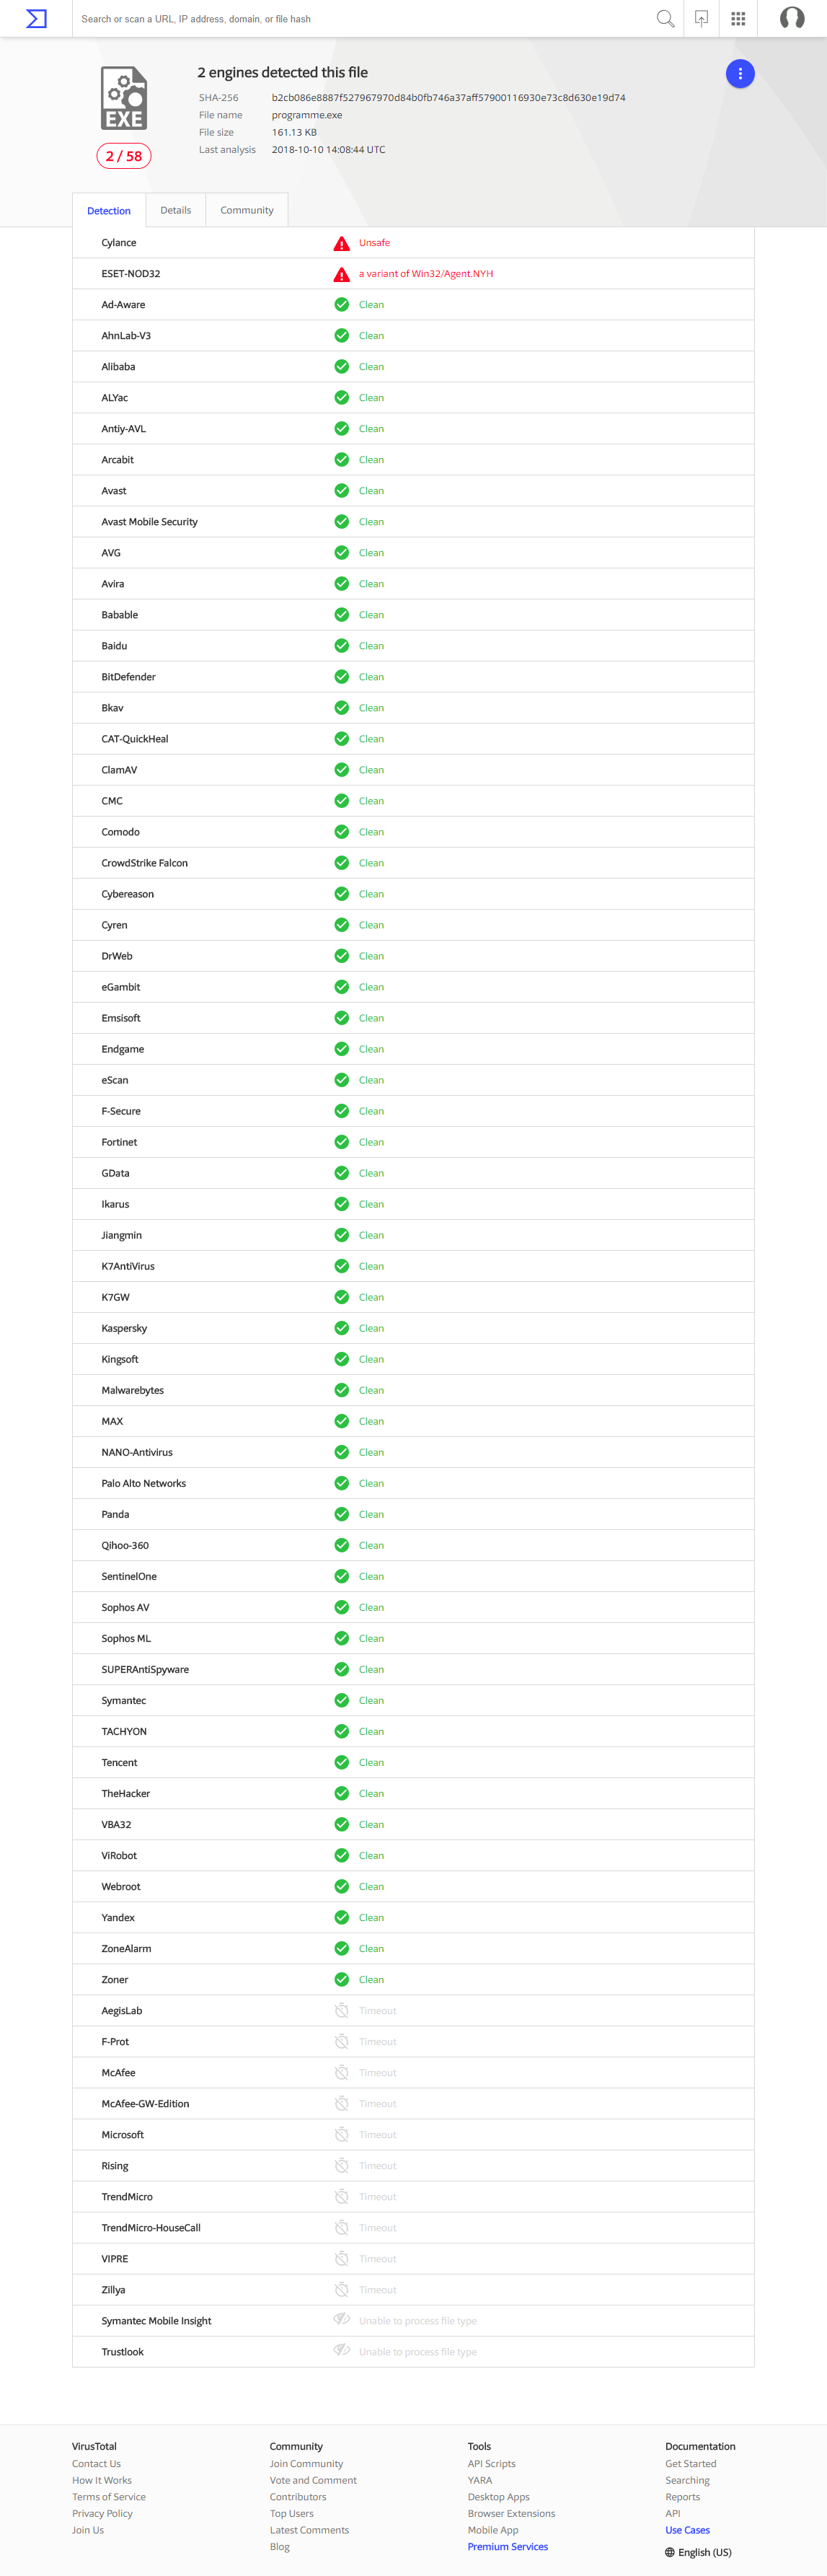 Search or scan a URL, IP address, domain, or file hash
2 engines detected this file
SHA-256 b2cb086e8887f527967970d84b0fb746a37aff57900116930e73c8d630e19d74
File name programme.exe
File size 161.13 KB
Last analysis 2018-10-10 14:08:44 UTC
EXE
2 / 58
Detection Details Community
Cylance Unsafe
ESET-NOD32 a variant of Win32/Agent.NYH
Ad-Aware Clean
AhnLab-V3 Clean
Alibaba Clean
ALYac Clean
Antiy-AVL Clean
Arcabit Clean
Avast Clean
Avast Mobile Security Clean
AVG Clean
Avira Clean
Babable Clean
Baidu Clean
BitDefender Clean
Bkav Clean
CAT-QuickHeal Clean
ClamAV Clean
CMC Clean
Comodo Clean
CrowdStrike Falcon Clean
Cybereason Clean
Cyren Clean
DrWeb Clean
eGambit Clean
Emsisoft Clean
Endgame Clean
eScan Clean
F-Secure Clean
Fortinet Clean
GData Clean
Ikarus Clean
Jiangmin Clean
K7AntiVirus Clean
K7GW Clean
Kaspersky Clean
Kingsoft Clean
Malwarebytes Clean
MAX Clean
NANO-Antivirus Clean
Palo Alto Networks Clean
Panda Clean
Qihoo-360 Clean
SentinelOne Clean
Sophos AV Clean
Sophos ML Clean
SUPERAntiSpyware Clean
Symantec Clean
TACHYON Clean
Tencent Clean
TheHacker Clean
VBA32 Clean
ViRobot Clean
Webroot Clean
Yandex Clean
ZoneAlarm Clean
Zoner Clean
AegisLab Timeout
F-Prot Timeout
McAfee Timeout
McAfee-GW-Edition Timeout
Microsoft Timeout
Rising Timeout
TrendMicro Timeout
TrendMicro-HouseCall Timeout
VIPRE Timeout
Zillya Timeout
Symantec Mobile Insight Unable to process file type
Trustlook Unable to process file type
VirusTotal
Contact Us
How It Works
Terms of Service
Privacy Policy
Join Us
Community
Join Community
Vote and Comment
Contributors
Top Users
Latest Comments
Blog
Tools
API Scripts
YARA
Desktop Apps
Browser Extensions
Mobile App
Premium Services
Documentation
Get Started
Searching
Reports
API
Use Cases
English (US)